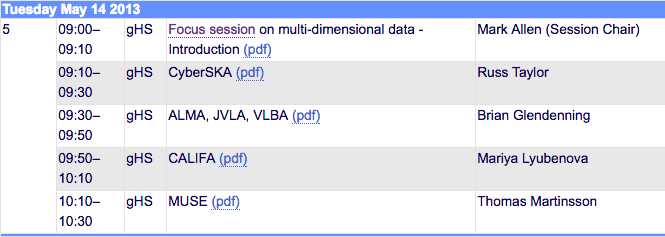 Tuesday May 14 2013
5 09:00– gHS Focus session on multi-dimensional data - Mark Allen (Session Chair)
09:10 Introduction (pdf)
09:10– gHS CyberSKA (pdf) Russ Taylor
09:30
09:30– gHS ALMA, JVLA, VLBA (pdf) Brian Glendenning
09:50
09:50– gHS CALIFA (pdf) Mariya Lyubenova
10:10
10:10– gHS MUSE (pdf) Thomas Martinsson
10:30